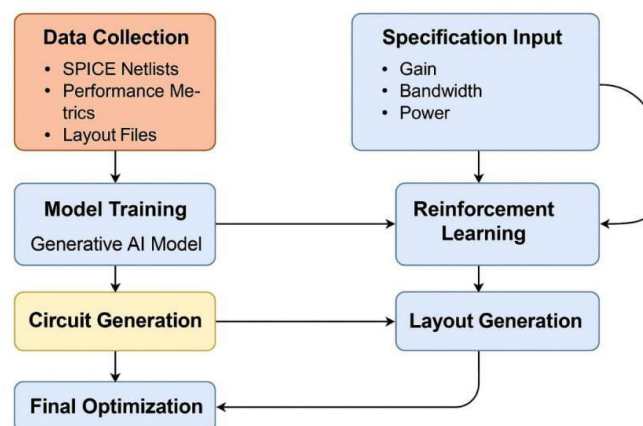 Data Collection
• SPICE Netlists
• Performance Me-
trics
• Layout Files
Specification Input
• Gain
• Bandwidth
• Power
Model Training
Generative AI Model
Reinforcement
Learning
Circuit Generation
Layout Generation
Final Optimization